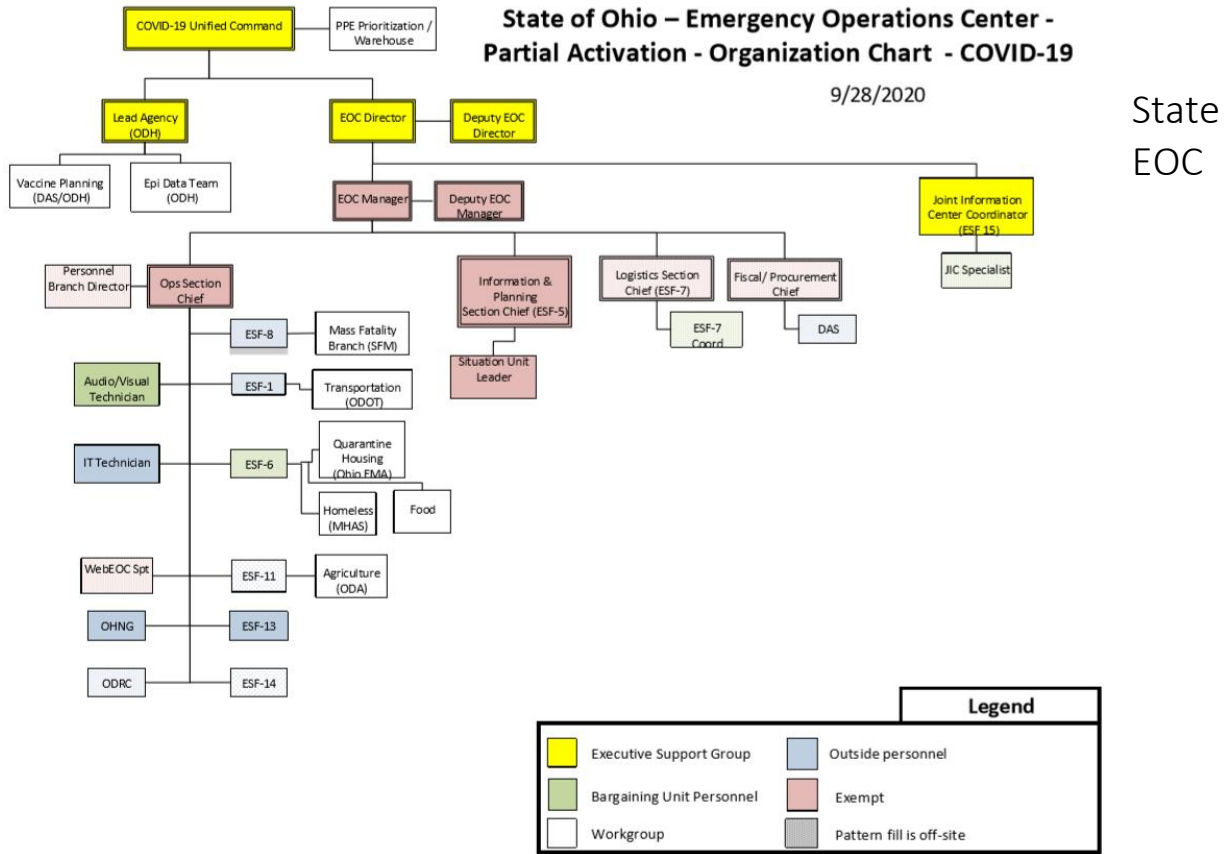 State of Ohio – Emergency Operations Center -
Partial Activation - Organization Chart - COVID-19
9/28/2020
State
EOC
COVID-19 Unified Command
PPE Prioritization /
Warehouse
Lead Agency
(ODH)
EOC Director
Deputy EOC
Director
Vaccine Planning
(DAS/ODH)
Epi Data Team
(ODH)
EOC Manager
Deputy EOC
Manager
Joint Information
Center Coordinator
(ESF 15)
JIC Specialist
Personnel
Branch Director
Ops Section
Chief
Information &
Planning
Section Chief (ESF-5)
Logistics Section
Chief (ESF-7)
Fiscal/ Procurement
Chief
ESF-7
Coord
DAS
Situation Unit
Leader
ESF-8
Mass Fatality
Branch (SFM)
Audio/Visual
Technician
ESF-1
Transportation
(ODOT)
IT Technician
ESF-6
Quarantine
Housing
(Ohio EMA)
Homeless
(MHAS)
Food
WebEOC Spt
ESF-11
Agriculture
(ODA)
OHNG
ESF-13
ODRC
ESF-14
Legend
Executive Support Group
Outside personnel
Bargaining Unit Personnel
Exempt
Workgroup
Pattern fill is off-site